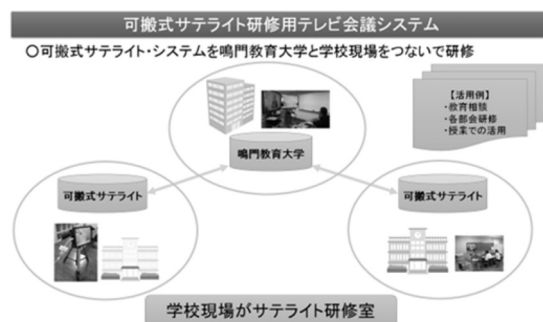 可搬式サテライト研修用テレビ会議システム
〇可搬式サテライト・システムを鳴門教育大学と学校現場をつないで研修
【活用例】
・教育相談
・各部会研修
・授業での活用
鳴門教育大学
可搬式サテライト
可搬式サテライト
学校現場がサテライト研修室